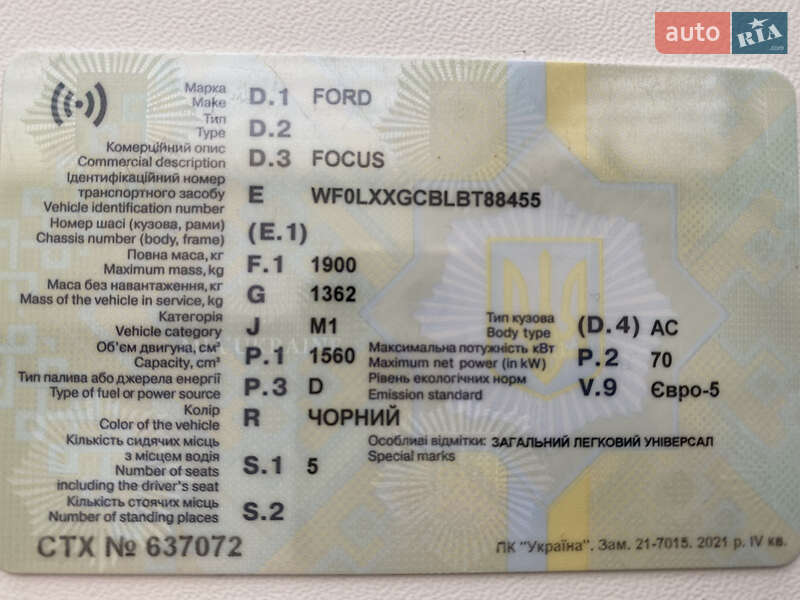 auto RIA .com
Марка D.1 FORD
Make
Тип D.2
Type
Комерційний опис D.3 FOCUS
Commercial description
Ідентифікаційний номер
транспортного засобу E WF0LXXGCBLBT88455
Vehicle identification number
Номер шасі (кузова, рами) (E.1)
Chassis number (body, frame)
Повна маса, кг F.1 1900
Maximum mass, kg
Маса без навантаження, кг G 1362
Mass of the vehicle in service, kg
Категорія J M1 Тип кузова (D.4) AC
Vehicle category Body type
Об'єм двигуна, см³ P.1 1560 Максимальна потужність кВт P.2 70
Capacity, cm³ Maximum net power (in kW)
Тип палива або джерела енергії P.3 D Рівень екологічних норм V.9 Євро-5
Type of fuel or power source Emission standard
Колір R ЧОРНИЙ
Color of the vehicle
Кількість сидячих місць Особливі відмітки: ЗАГАЛЬНИЙ ЛЕГКОВИЙ УНІВЕРСАЛ
з місцем водія S.1 5 Special marks
Number of seats
including the driver's seat
Кількість стоячих місць S.2
Number of standing places
СТХ № 637072 ПК "Україна". Зам. 21-7015. 2021 р. IV кв.